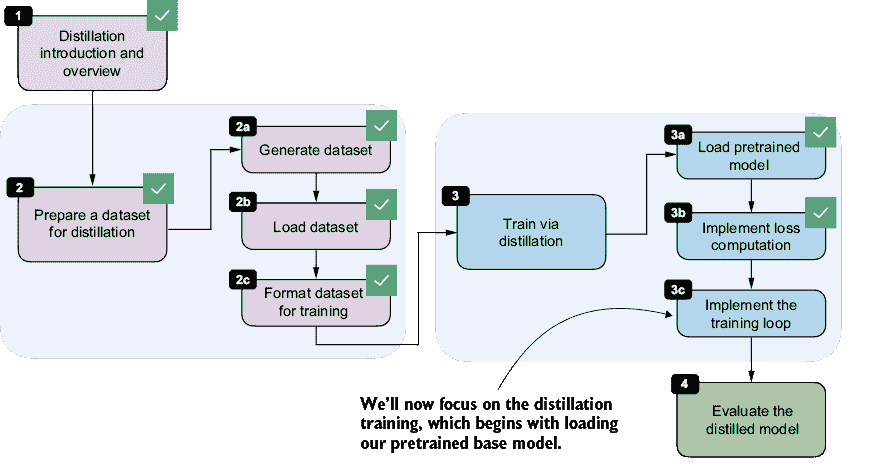 1
Distillation
introduction and
overview
2
Prepare a dataset
for distillation
2a
Generate dataset
2b
Load dataset
2c
Format dataset
for training
3
Train via
distillation
3a
Load pretrained
model
3b
Implement loss
computation
3c
Implement the
training loop
We'll now focus on the distillation
training, which begins with loading
our pretrained base model.
4
Evaluate the
distilled model